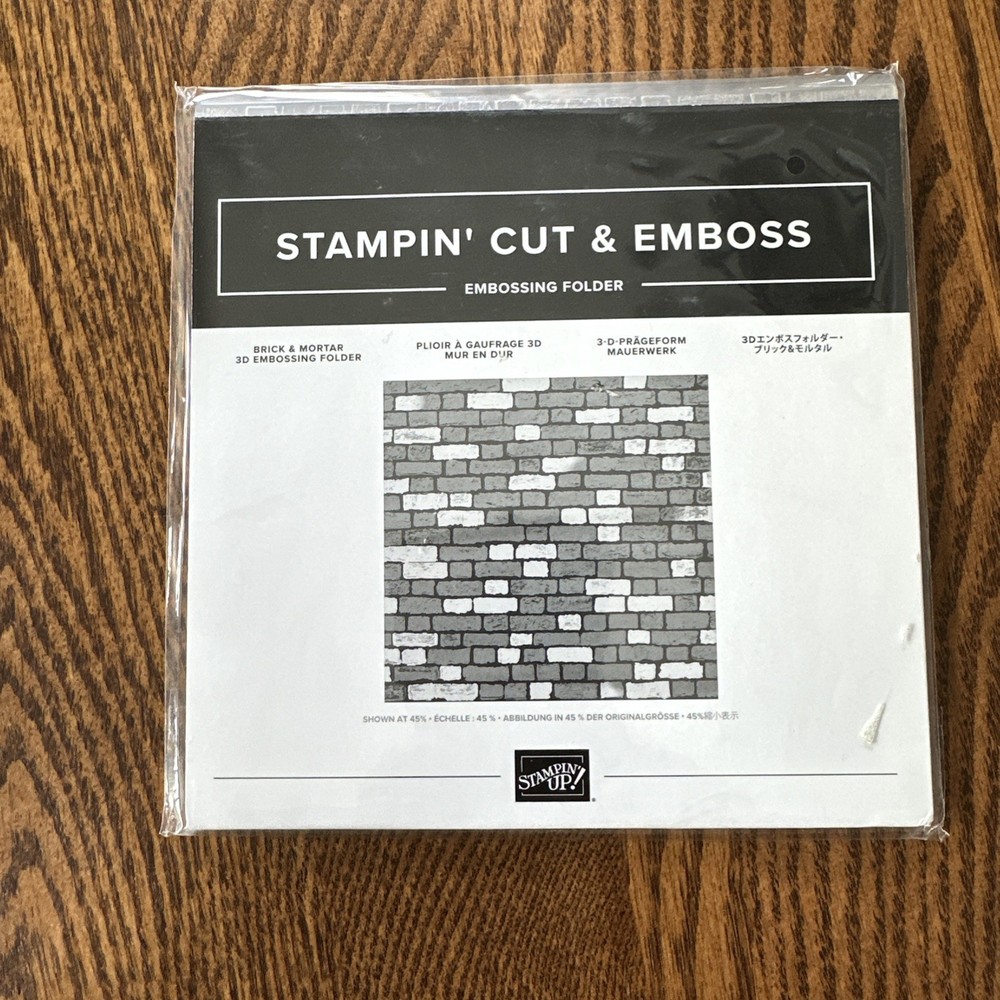 STAMPIN' CUT & EMBOSS
EMBOSSING FOLDER
BRICK & MORTAR
3D EMBOSSING FOLDER
PLIOIR À GAUFRAGE 3D
MUR EN DUR
3-D-PRÄGEFORM
MAUERWERK
3Dエンボスフォルダー・
ブリック&モルタル
SHOWN AT 45% • ÉCHELLE : 45 % • ABBILDUNG IN 45 % DER ORIGINALGRÖSSE • 45%縮小表示
STAMPIN'
UP!